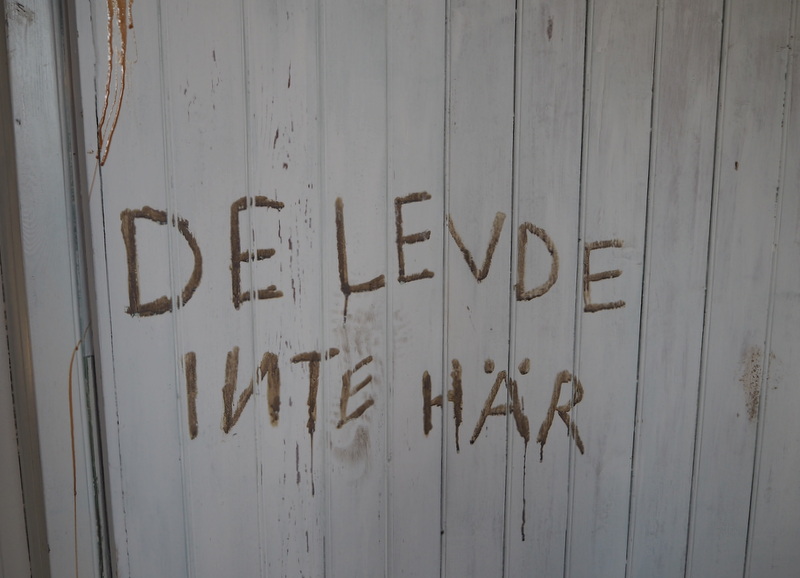 DE LEVDE
INTE HÄR